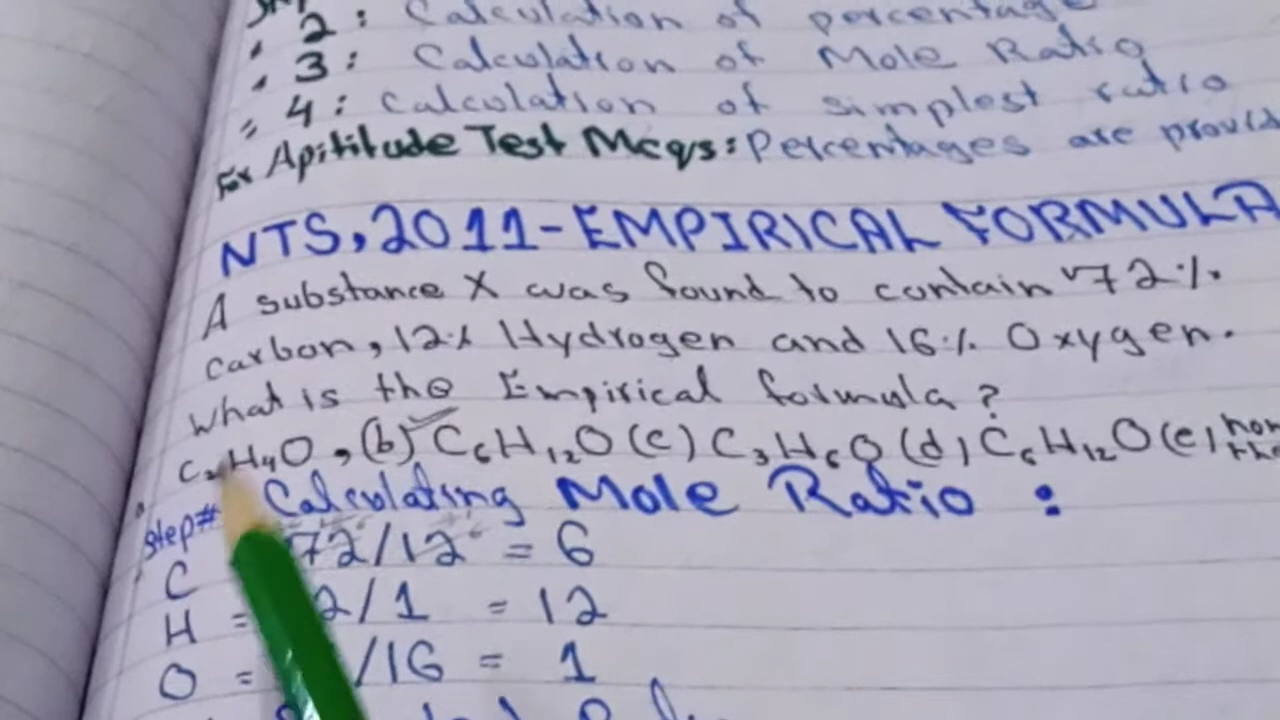 2: Calculation of percentage
3: Calculation of Mole Ratio
4: Calculation of simplest ratio
For Apititude Test Mcqs: Percentages are provid
NTS, 2011-EMPIRICAL FORMULA
A substance X was found to contain 72%
carbon, 12% Hydrogen and 16% Oxygen.
What is the Empirical formula?
H₄O, (b) C₆H₁₂O (c) C₃H₆O (d) C₆H₁₂O (e)
Step# Calculating Mole Ratio:
C 72/12 = 6
H = 2/1 = 12
O = /16 = 1